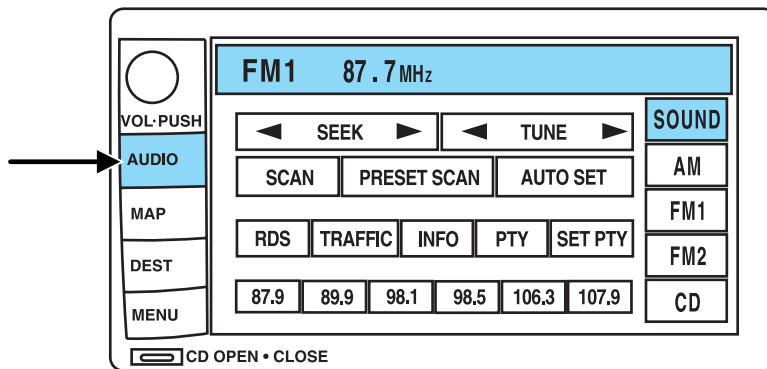 FM1 87.7 MHz
VOL·PUSH
AUDIO
MAP
DEST
MENU
◄ SEEK ► ◄ TUNE ►
SCAN PRESET SCAN AUTO SET
RDS TRAFFIC INFO PTY SET PTY
87.9 89.9 98.1 98.5 106.3 107.9
SOUND
AM
FM1
FM2
CD
CD OPEN • CLOSE